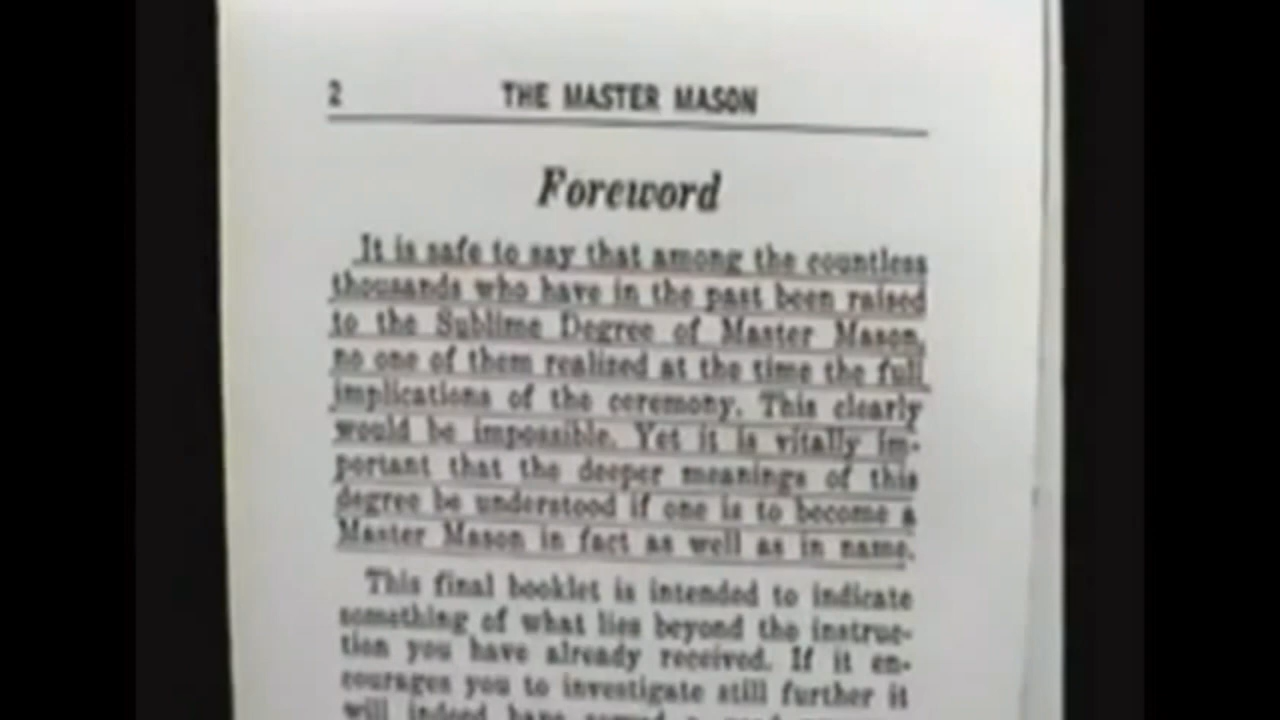 2 THE MASTER MASON
Foreword
It is safe to say that among the countless
thousands who have in the past been raised
to the Sublime Degree of Master Mason,
no one of them realized at the time the full
implications of the ceremony. This clearly
would be impossible. Yet it is vitally im-
portant that the deeper meanings of this
degree be understood if one is to become a
Master Mason in fact as well as in name.
This final booklet is intended to indicate
something of what lies beyond the instruc-
tion you have already received. If it en-
courages you to investigate still further it
will indeed have served a